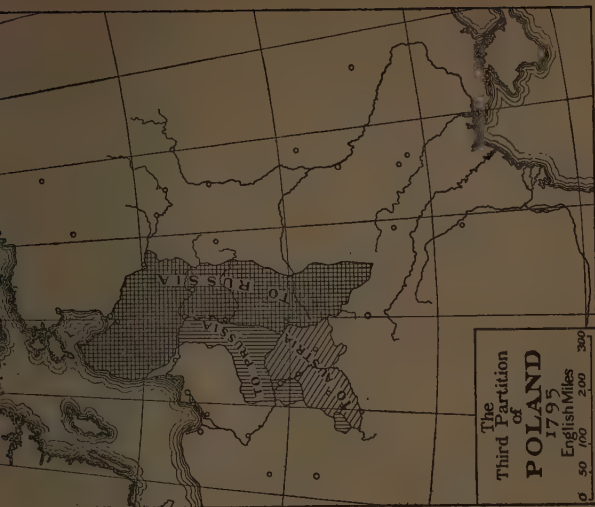 TO RUSSIA
TO PRUSSIA
TO AUSTRIA
The
Third Partition
of
POLAND
1795
English Miles
0 50 100 200 300